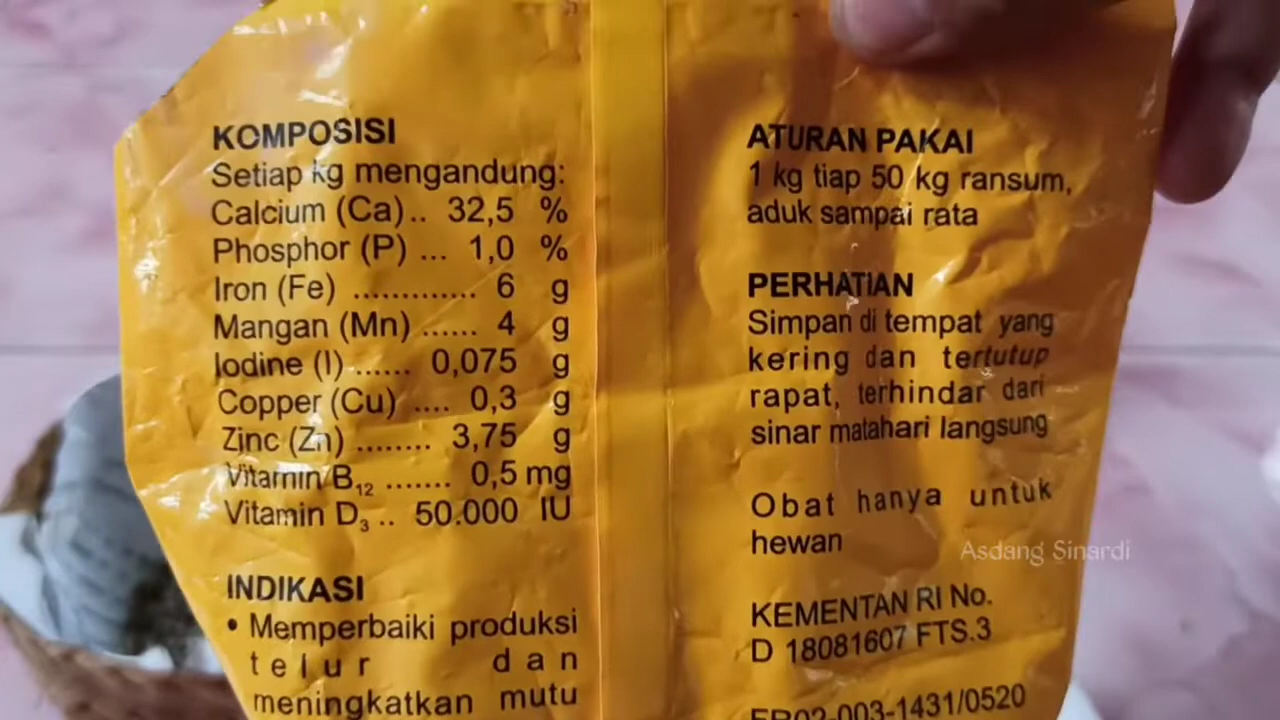 KOMPOSISI
Setiap kg mengandung:
Calcium (Ca) .. 32,5 %
Phosphor (P) ... 1,0 %
Iron (Fe) ............. 6 g
Mangan (Mn) ...... 4 g
Iodine (I) ...... 0,075 g
Copper (Cu) .... 0,3 g
Zinc (Zn) ........ 3,75 g
Vitamin B12 ....... 0,5 mg
Vitamin D3 .. 50.000 IU
INDIKASI
• Memperbaiki produksi
telur dan
meningkatkan mutu
ATURAN PAKAI
1 kg tiap 50 kg ransum,
aduk sampai rata
PERHATIAN
Simpan di tempat yang
kering dan tertutup
rapat, terhindar dari
sinar matahari langsung
Obat hanya untuk
hewan
KEMENTAN RI No.
D 18081607 FTS.3
FR02-003-1431/0520
Asdang Sinardi